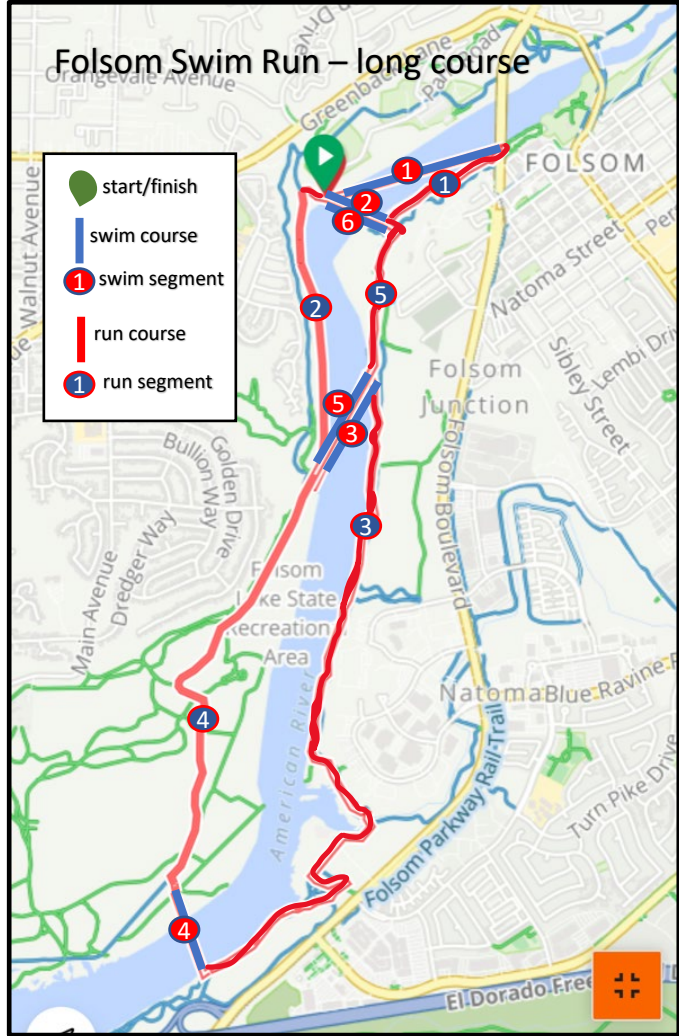 Folsom Swim Run – long course
Orangevale Avenue
Greenback Lane
FOLSOM
start/finish
swim course
1 swim segment
run course
1 run segment
1
1
2
6
2
5
Natoma Street
Sibley Street
Lembi Driv
Folsom
Junction
Folsom Boulevard
5
3
3
Walnut Avenue
Bullion Way
Golden Drive
Dredger Way
Main Avenue
Lake State
Recreation
Area
American River
4
Natoma
Blue Ravine
Turn Pike Drive
Folsom Parkway Rail-Trail
4
El Dorado Free